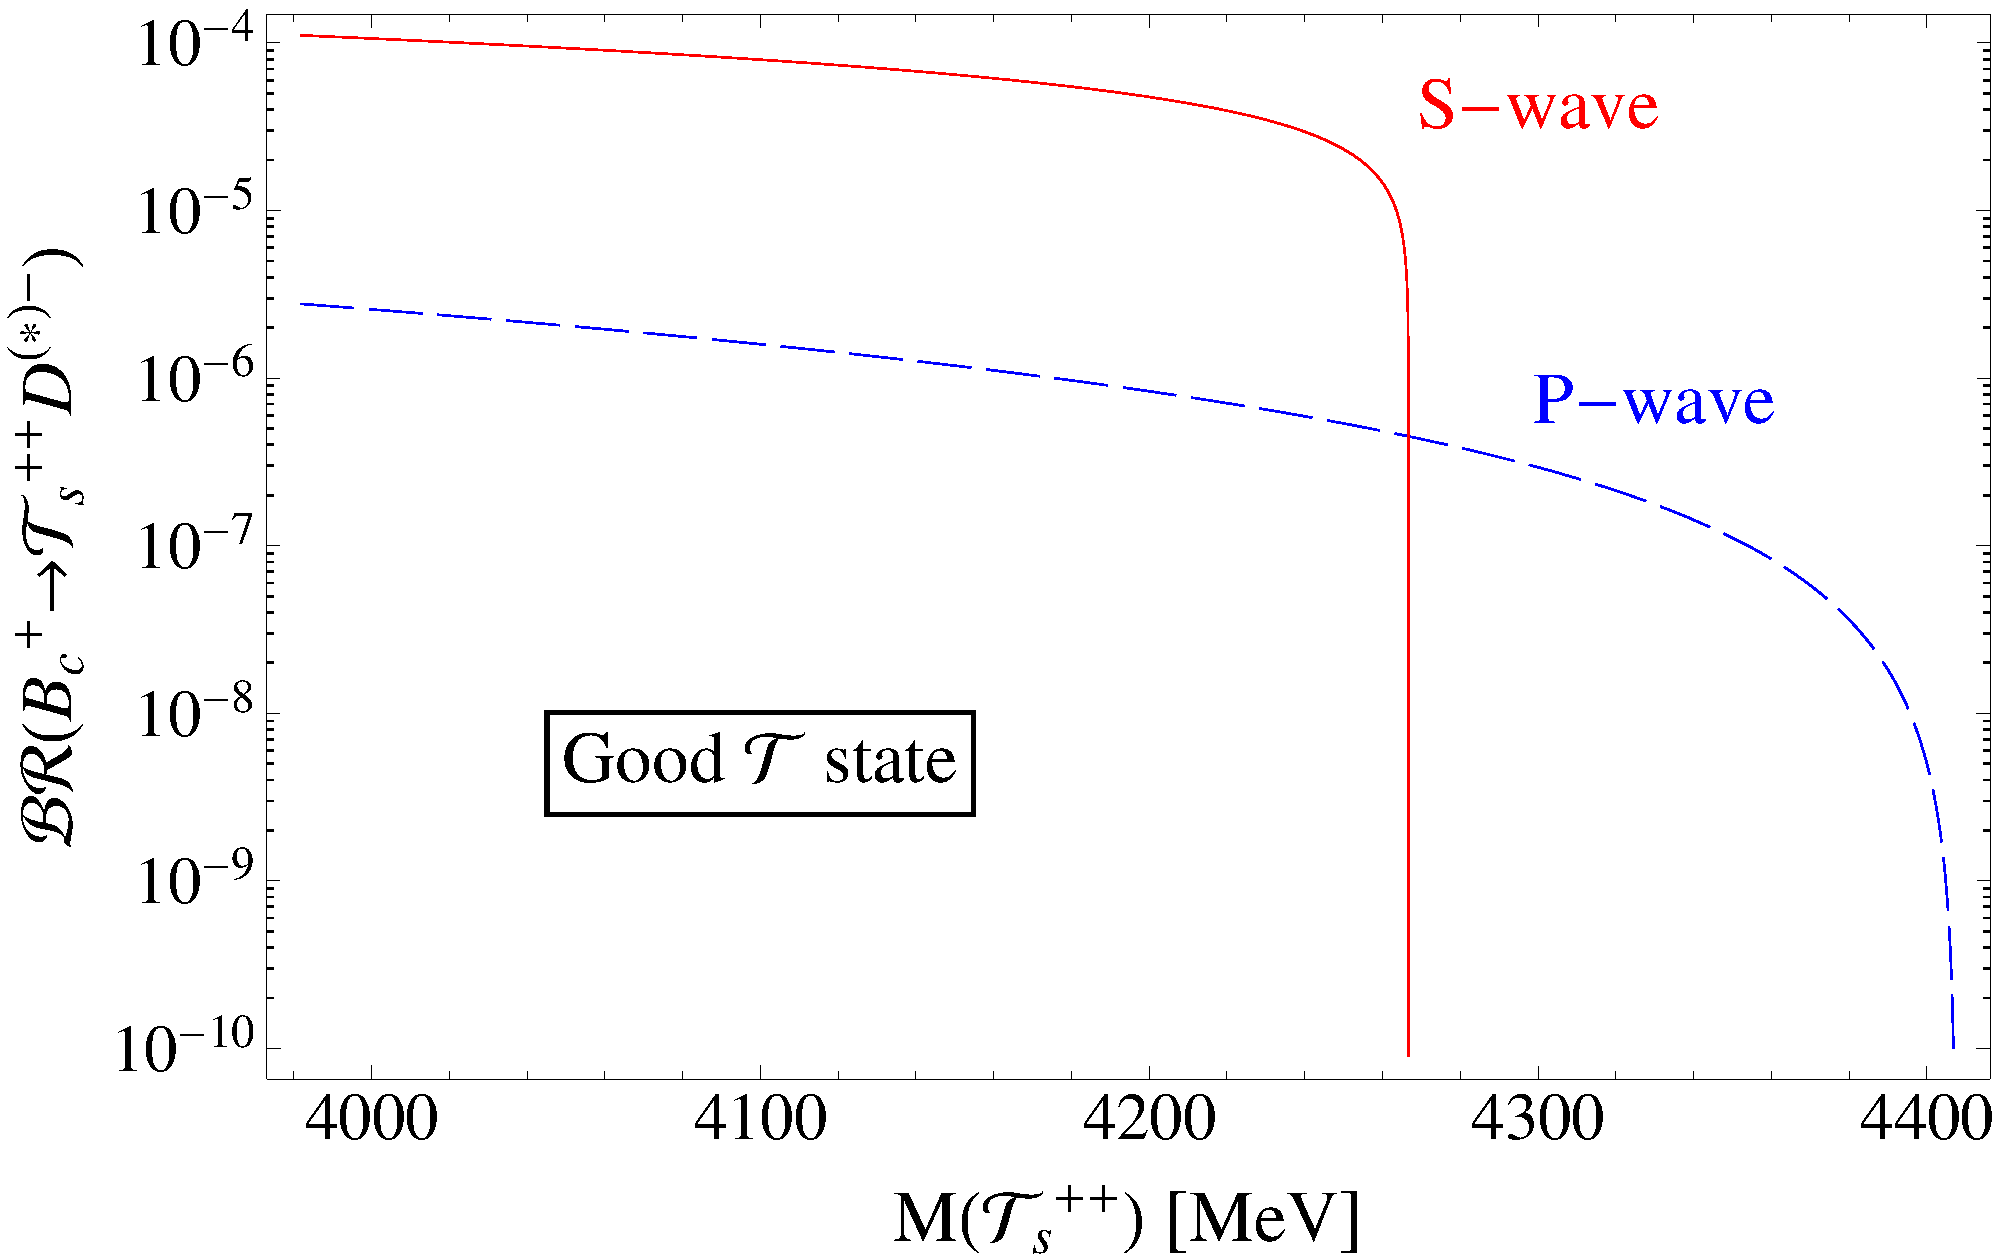 BR(B_c^+→𝒯_s^{++}D^{(*)−})
10^{−4}
10^{−5}
10^{−6}
10^{−7}
10^{−8}
10^{−9}
10^{−10}
S−wave
P−wave
Good 𝒯 state
4000 4100 4200 4300 4400
M(𝒯_s^{++}) [MeV]